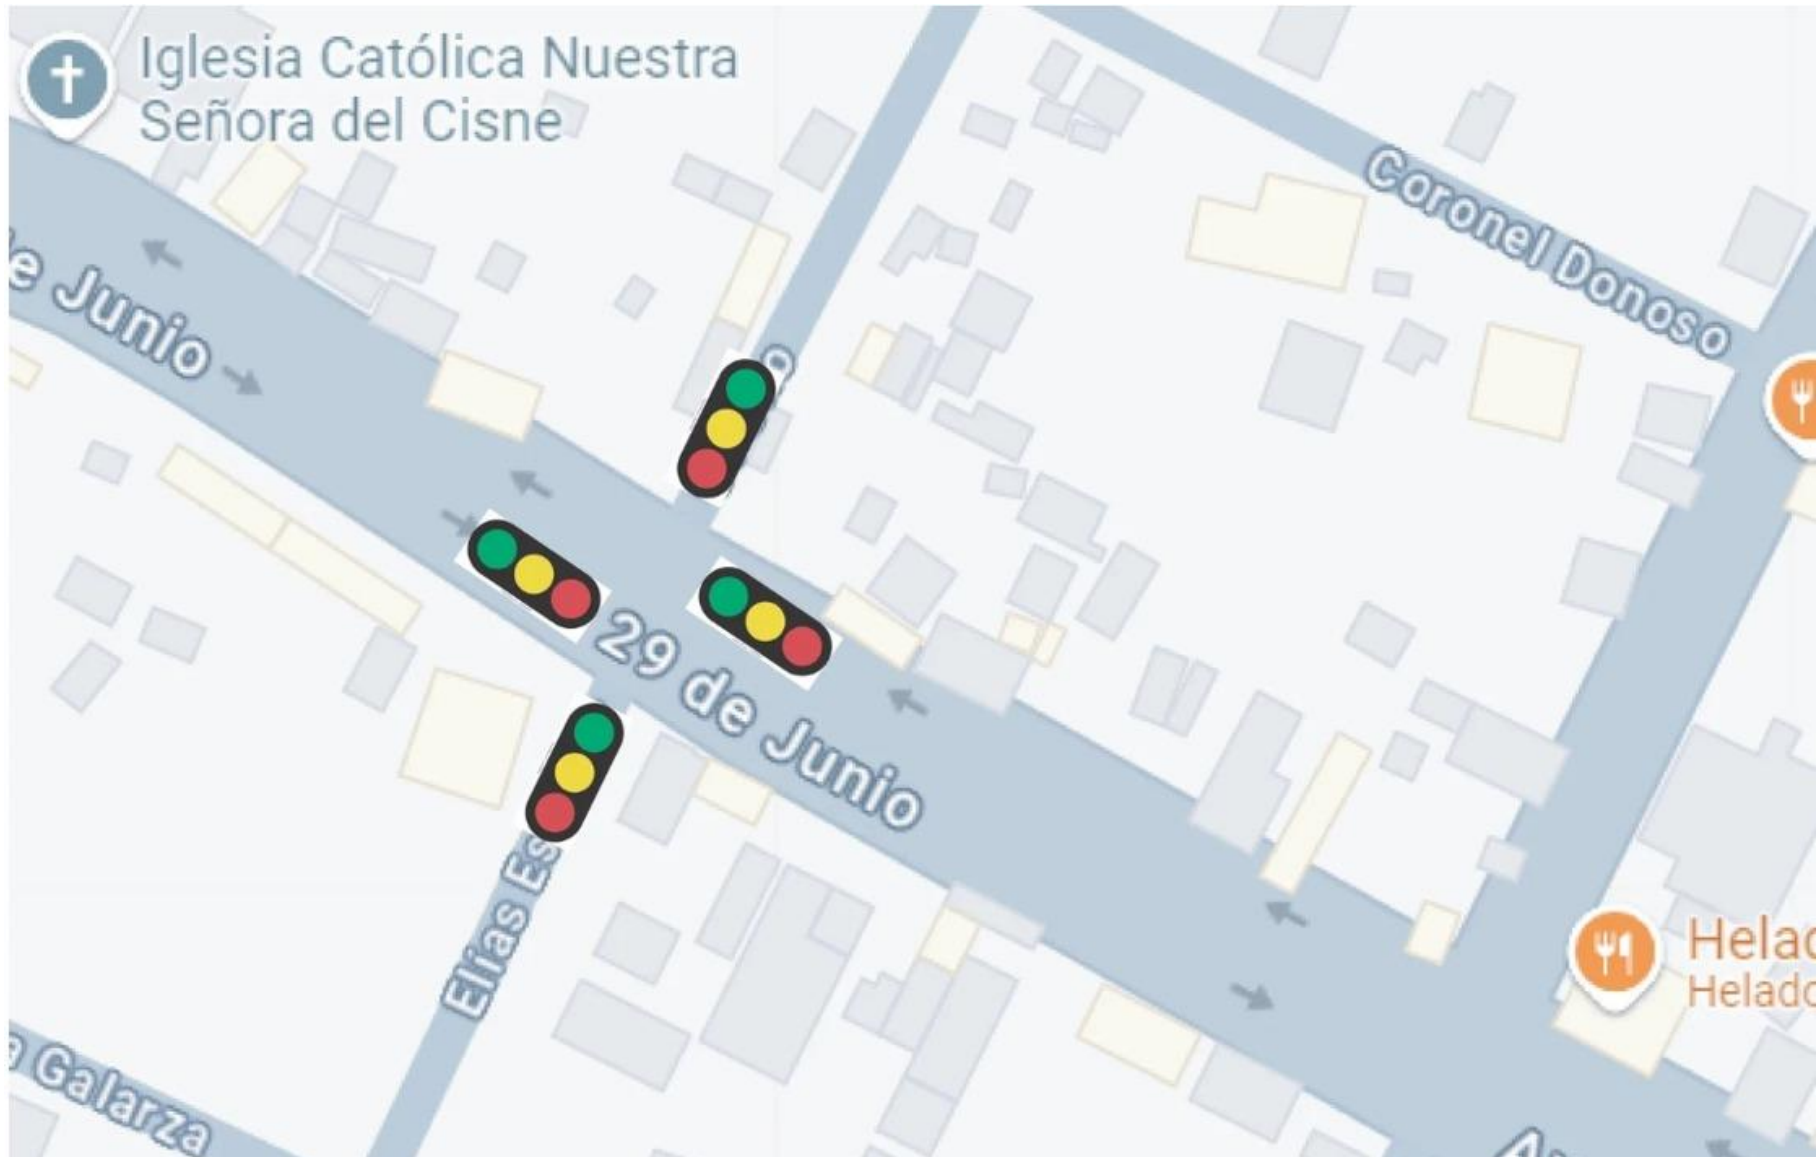 Iglesia Católica Nuestra
Señora del Cisne
Coronel Donoso
e Junio
29 de Junio
Elías Es
Helad
Helado
a Galarza